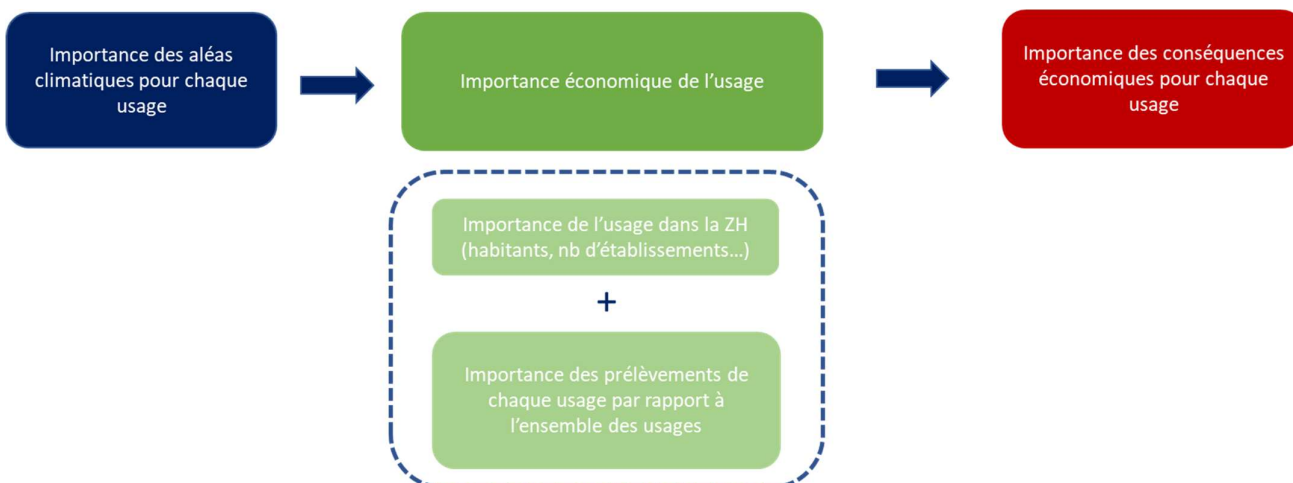 Importance des aléas
climatiques pour chaque
usage
Importance économique de l'usage
Importance des conséquences
économiques pour chaque
usage
Importance de l'usage dans la ZH
(habitants, nb d'établissements...)
+
Importance des prélèvements de
chaque usage par rapport à
l'ensemble des usages